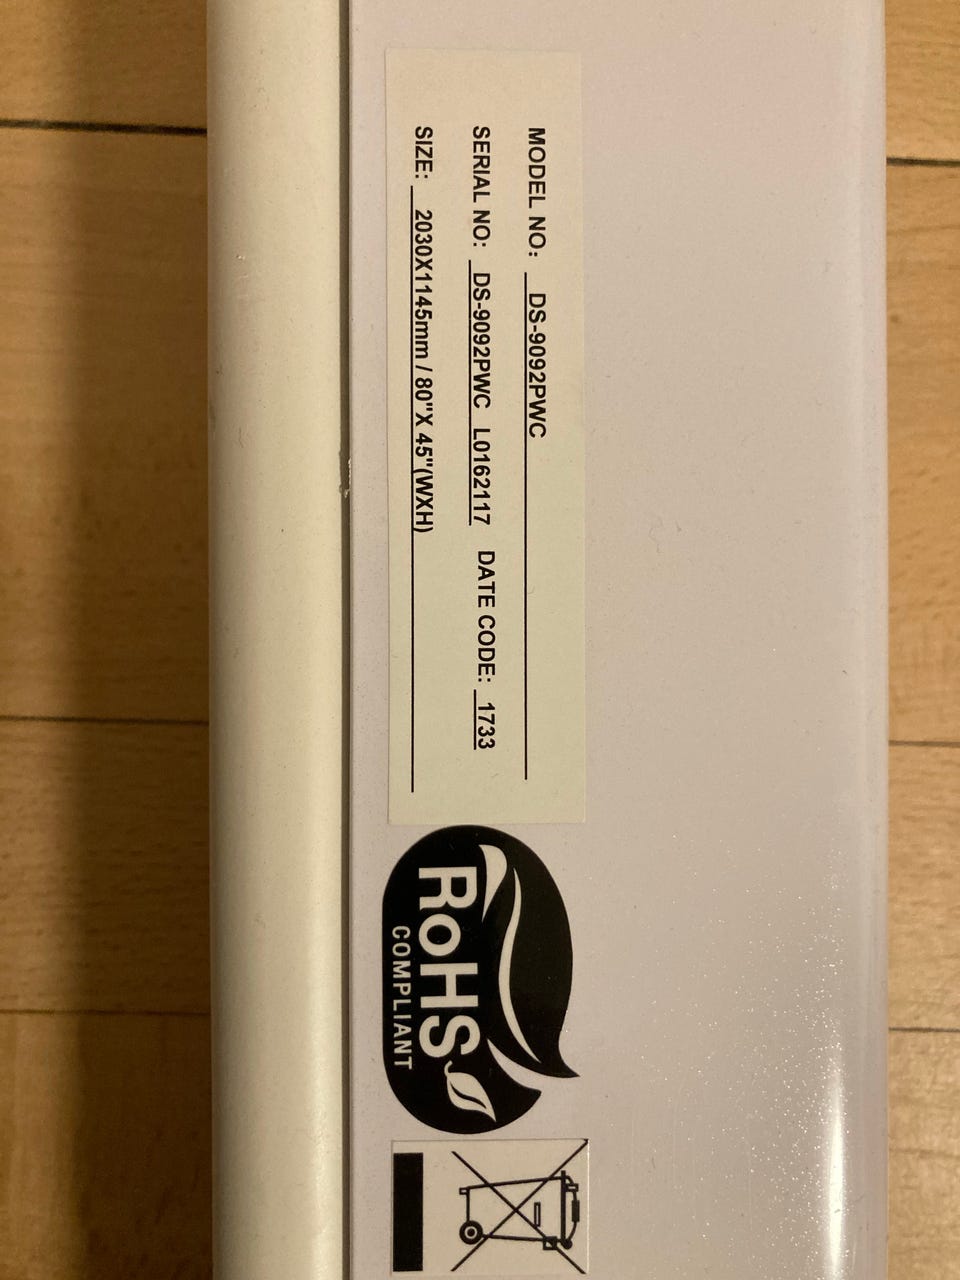 MODEL NO: DS-9092PWC
SERIAL NO: DS-9092PWC L0162117 DATE CODE: 1733
SIZE: 2030X1145mm / 80"X 45"(WXH)
RoHS
COMPLIANT